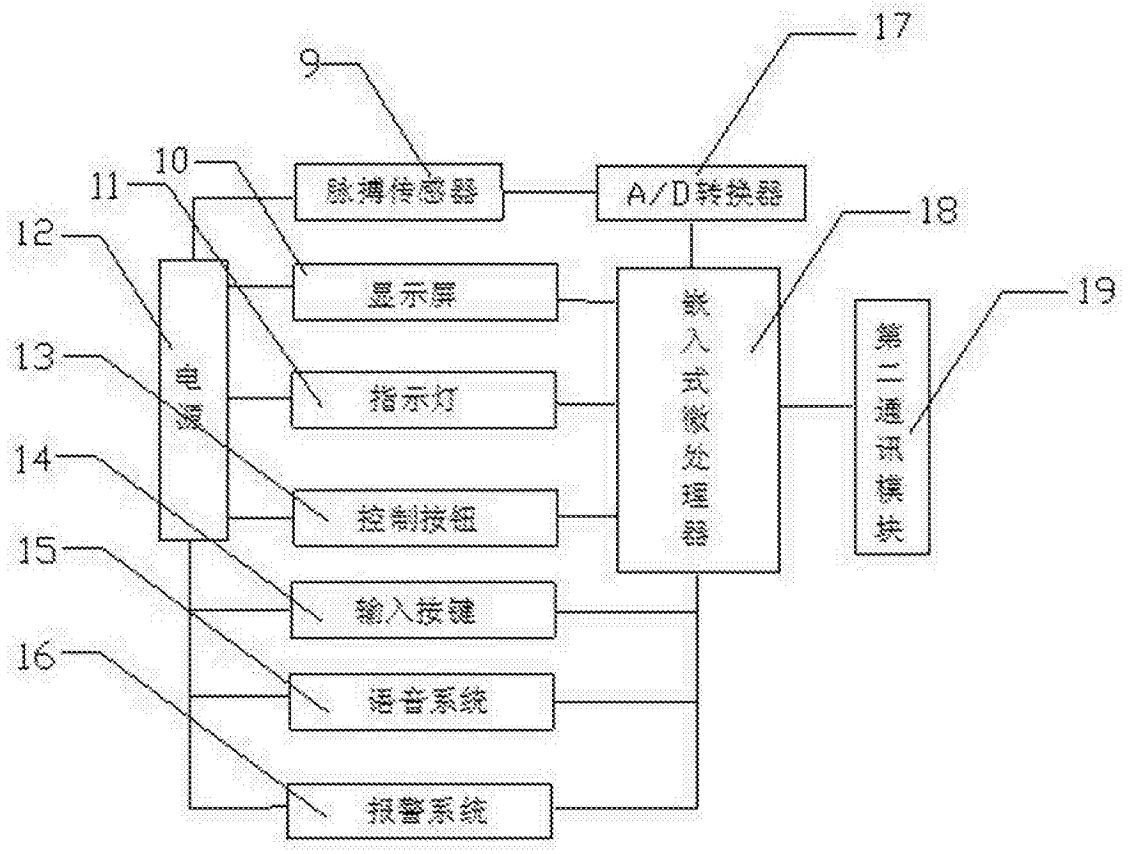 17
9
10
脉搏传感器
A/D转换器
11
18
12
显示屏
19
电源
嵌入式微处理器
第二通讯模块
13
指示灯
14
控制按钮
15
输入按键
16
语音系统
报警系统